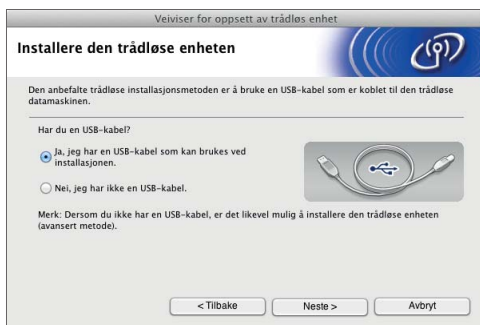 Veiviser for oppsett av trådløs enhet
Installere den trådløse enheten
Den anbefalte trådløse installasjonsmetoden er å bruke en USB-kabel som er koblet til den trådløse
datamaskinen.
Har du en USB-kabel?
Ja, jeg har en USB-kabel som kan brukes ved
installasjonen.
Nei, jeg har ikke en USB-kabel.
Merk: Dersom du ikke har en USB-kabel, er det likevel mulig å installere den trådløse enheten
(avansert metode).
< Tilbake
Neste >
Avbryt